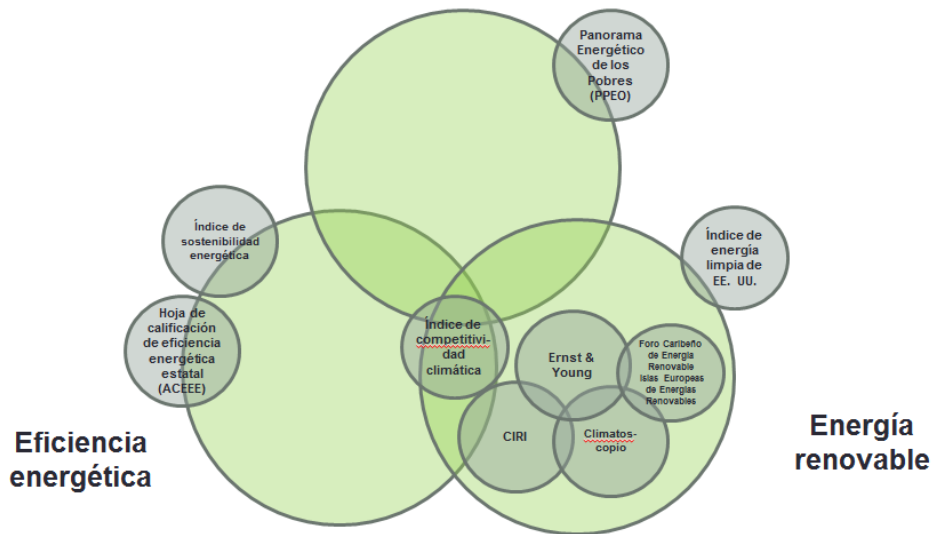 Panorama
Energético
de los
Pobres
(PPEO)
Índice de
sostenibilidad
energética
Índice de
energía
limpia de
EE. UU.
Hoja de
calificación
de eficiencia
energética
estatal
(ACEEE)
Índice de
competitivi-
dad
climática
Ernst &
Young
Foro Caribeño
de Energía
Renovable
Islas Europeas
de Energías
Renovables
CIRI
Climatos-
copio
Eficiencia
energética
Energía
renovable